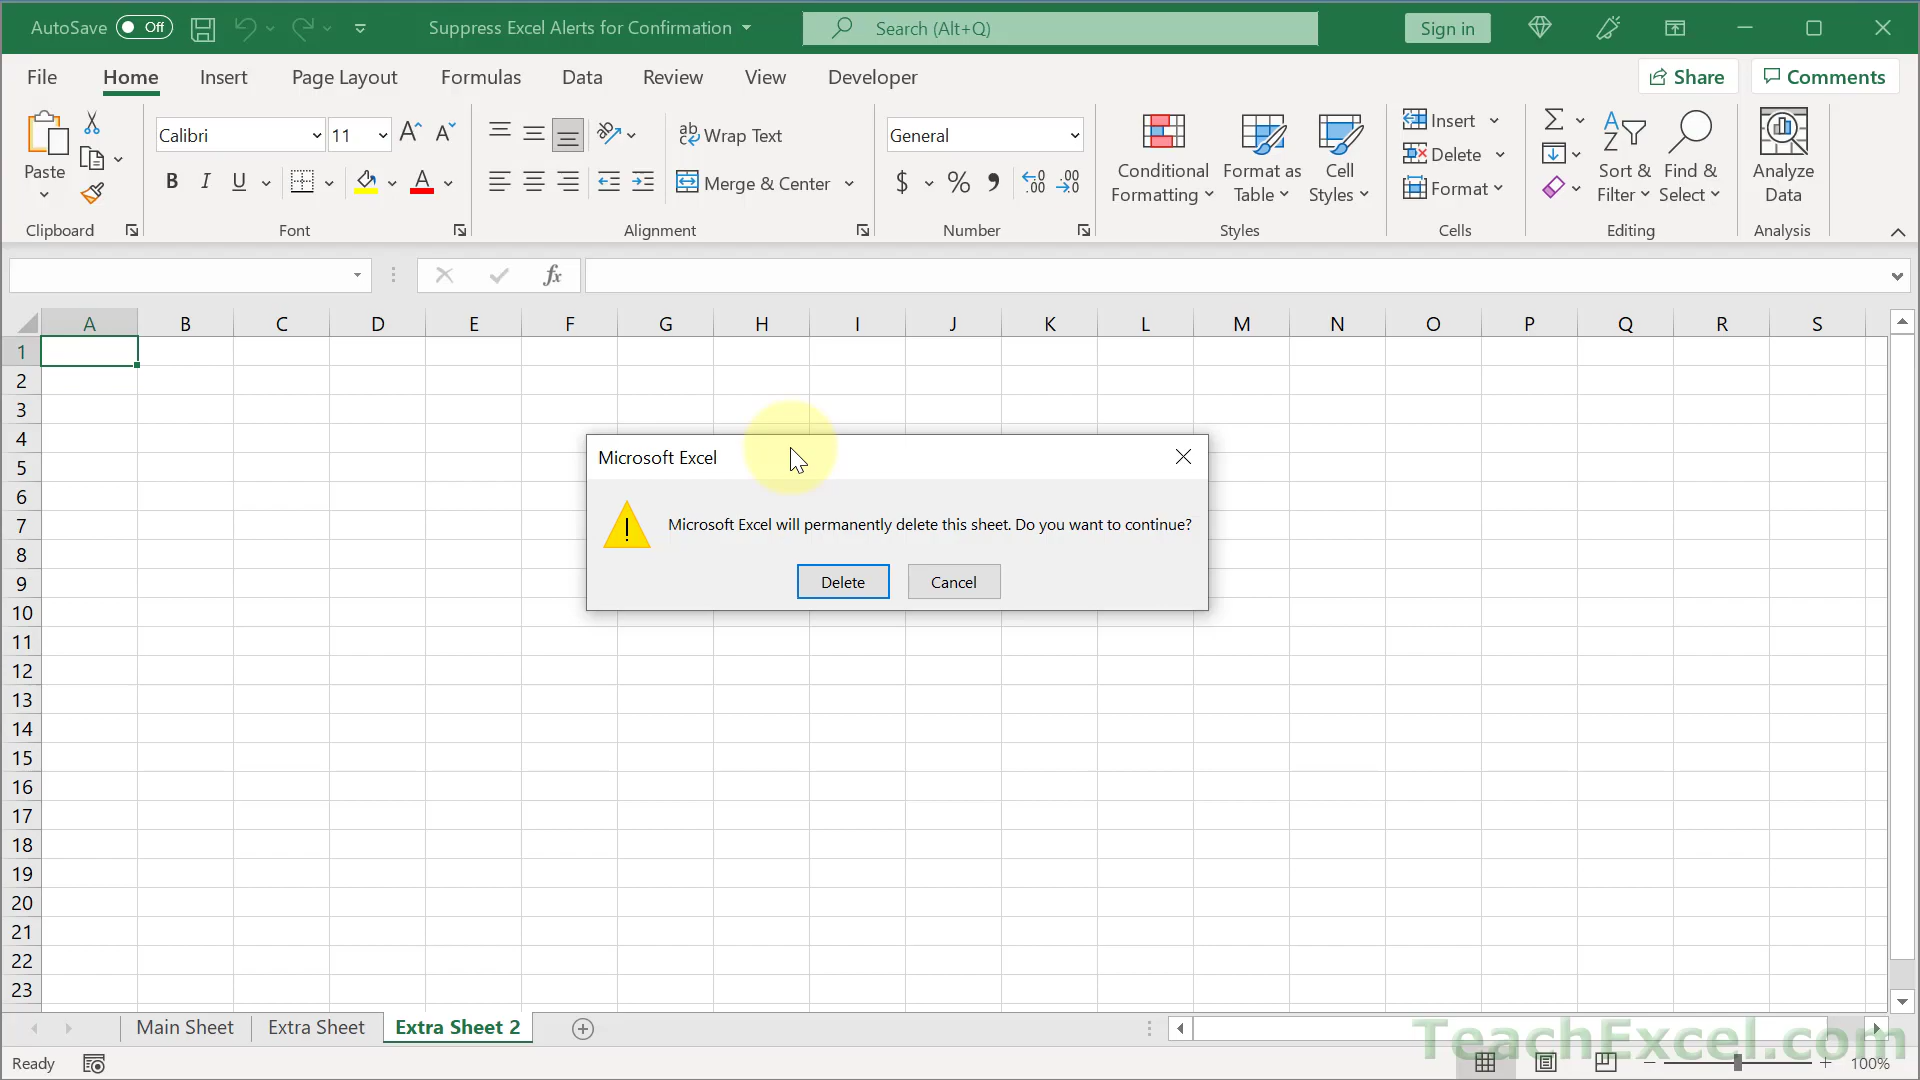 AutoSave Off Suppress Excel Alerts for Confirmation Search (Alt+Q) Sign in
File Home Insert Page Layout Formulas Data Review View Developer Share Comments
Paste
Clipboard
Calibri 11
B I U
Font
Wrap Text
Merge & Center
Alignment
General
$ % 9
Number
Conditional
Formatting
Format as
Table
Cell
Styles
Styles
Insert
Delete
Format
Cells
Sort &
Filter
Find &
Select
Editing
Analyze
Data
Analysis
fx
A B C D E F G H I J K L M N O P Q R S
1
2
3
4
5
6
7
8
9
10
11
12
13
14
15
16
17
18
19
20
21
22
23
Microsoft Excel
Microsoft Excel will permanently delete this sheet. Do you want to continue?
Delete Cancel
Main Sheet Extra Sheet Extra Sheet 2
TeachExcel.com
Ready 100%